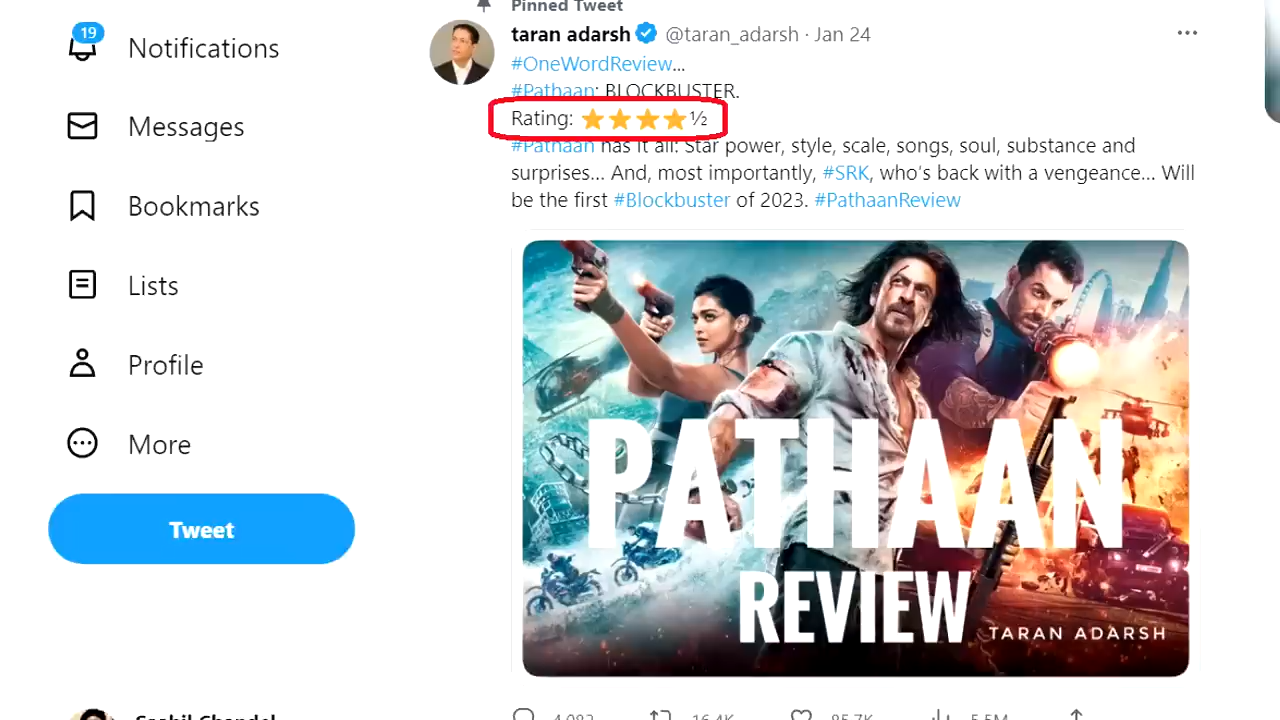 19
Notifications
Messages
Bookmarks
Lists
Profile
More
Tweet
Pinned Tweet
taran adarsh @taran_adarsh · Jan 24
#OneWordReview...
#Pathaan: BLOCKBUSTER.
Rating: ⭐⭐⭐⭐½
#Pathaan has it all: Star power, style, scale, songs, soul, substance and
surprises... And, most importantly, #SRK, who's back with a vengeance... Will
be the first #Blockbuster of 2023. #PathaanReview
PATHAAN
REVIEW
TARAN ADARSH
16.4K
85.7K
5.5M